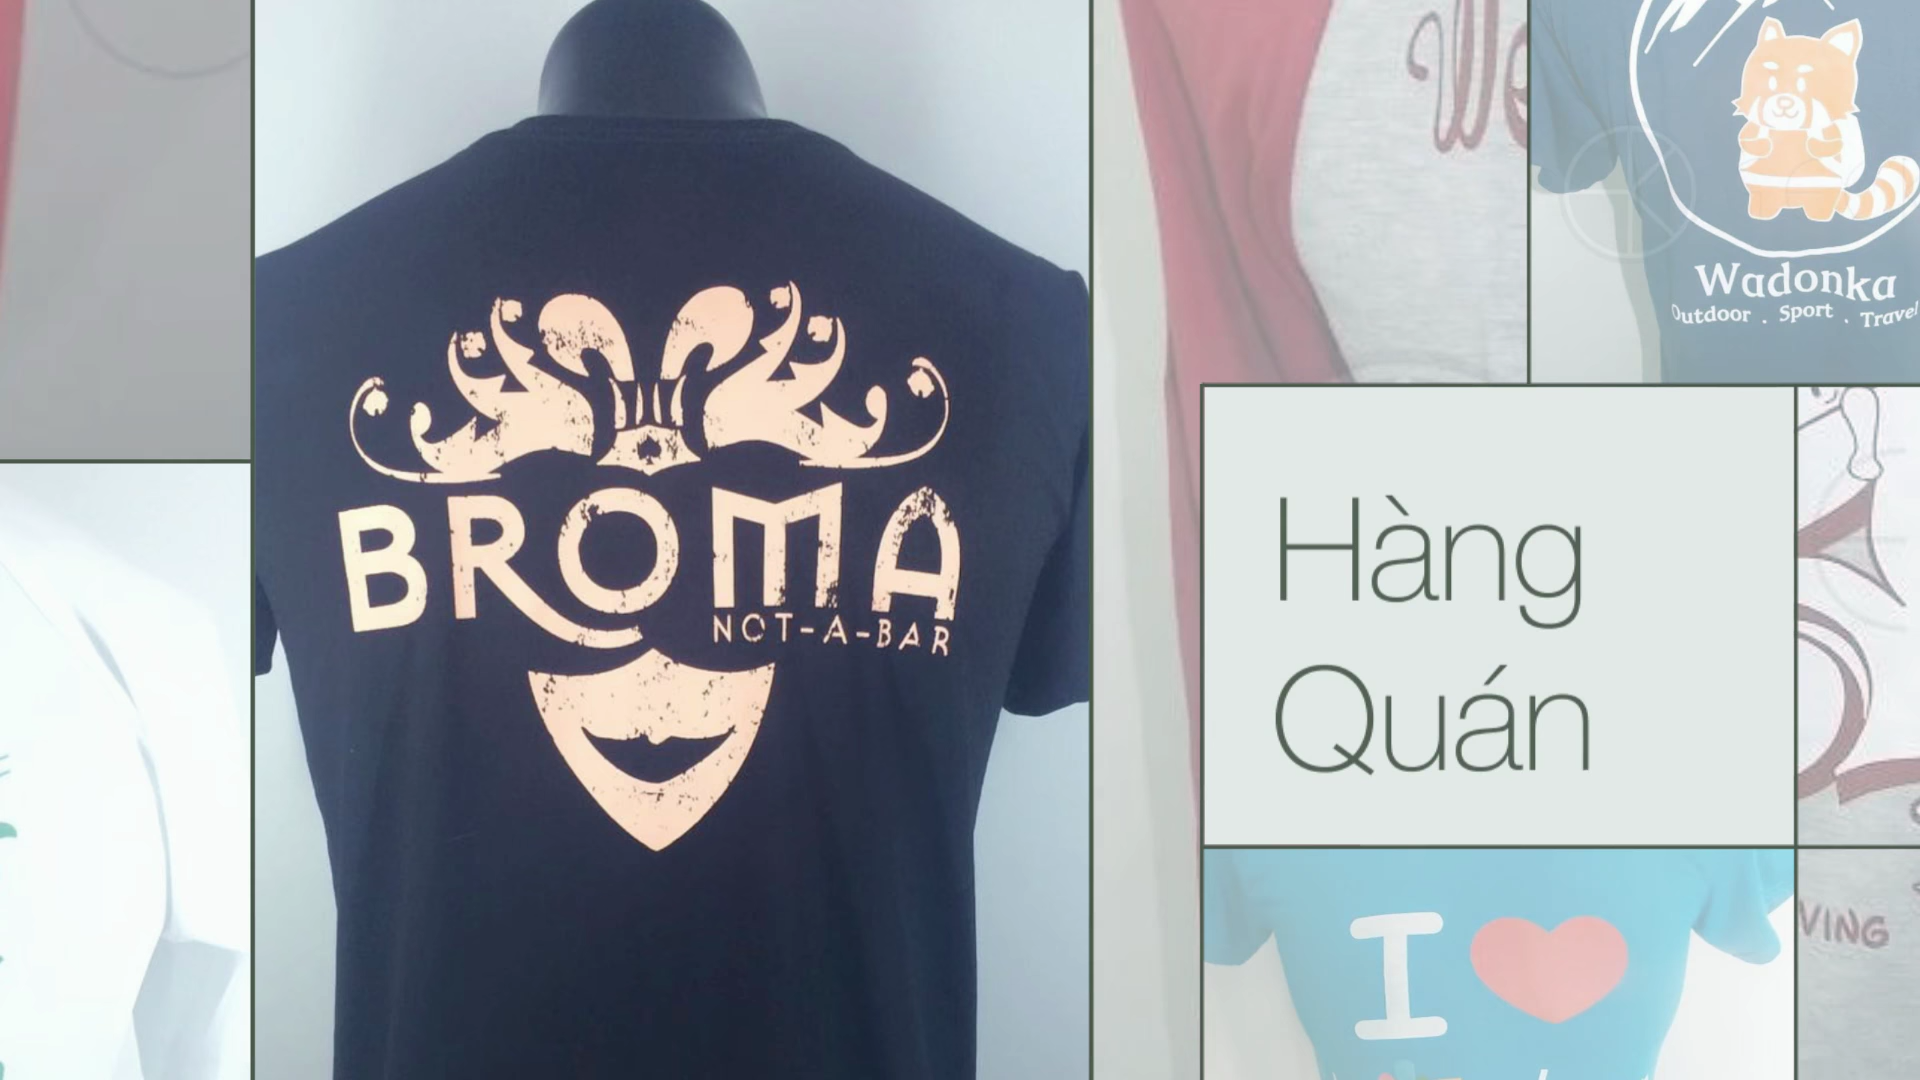 BROMA
NOT-A-BAR
Wadonka
Outdoor . Sport . Travel
Hàng
Quán
I
VING